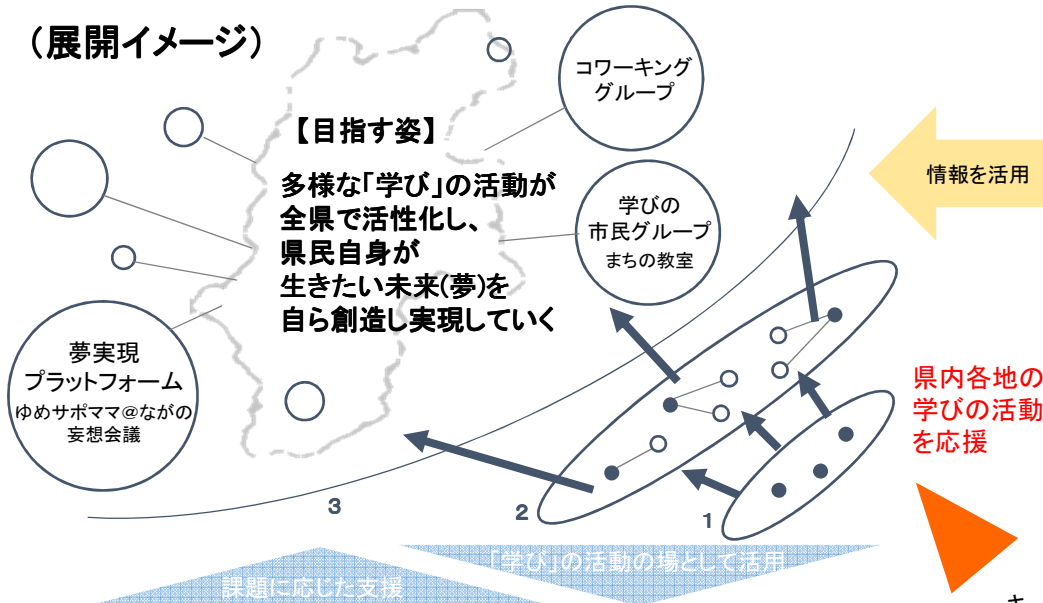 （展開イメージ）
コワーキング
グループ
【目指す姿】
多様な「学び」の活動が
全県で活性化し、
県民自身が
生きたい未来(夢)を
自ら創造し実現していく
情報を活用
学びの
市民グループ
まちの教室
夢実現
プラットフォーム
ゆめサポママ＠ながの
妄想会議
県内各地の
学びの活動
を応援
3
2
1
「学び」の活動の場として活用
課題に応じた支援